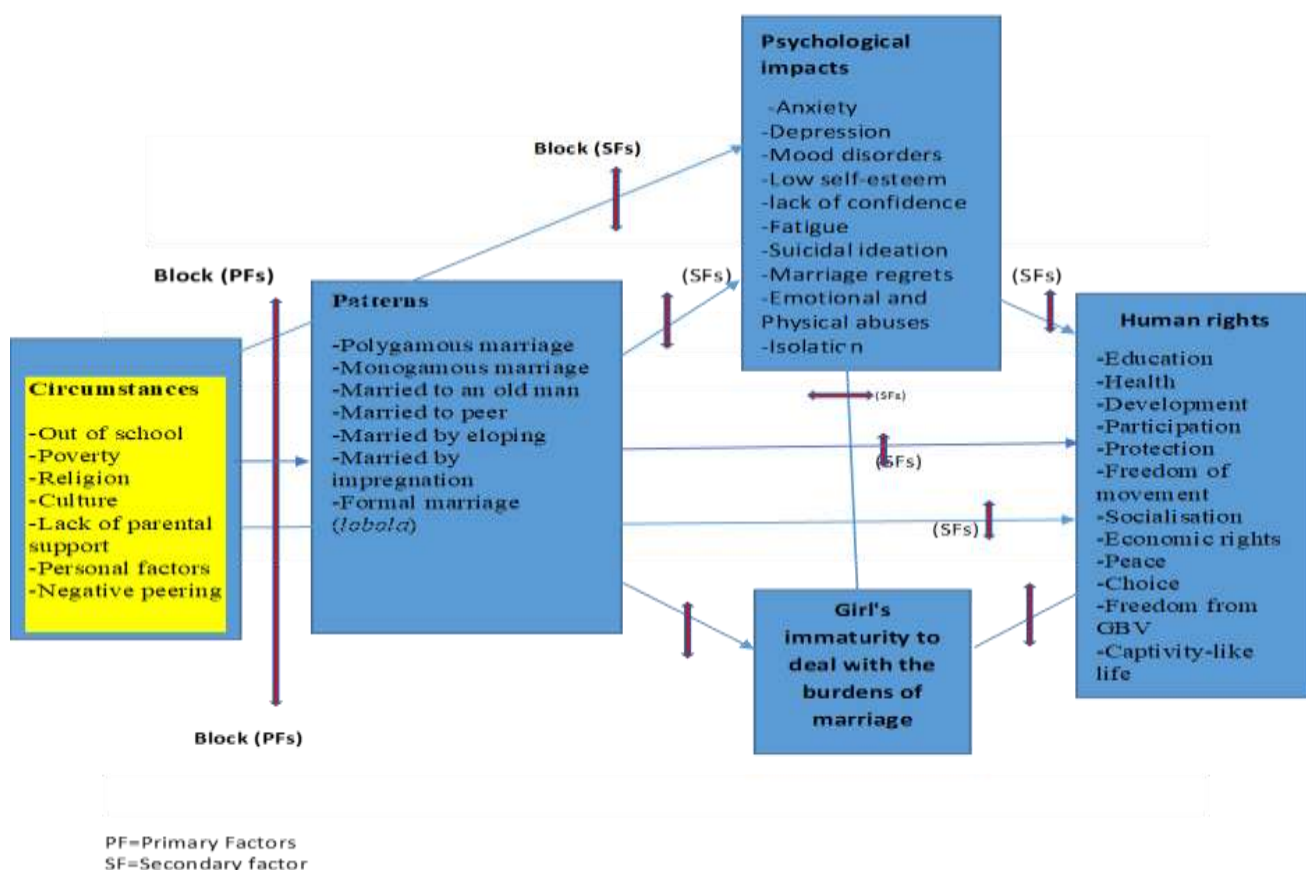 Psychological
impacts
-Anxiety
-Depression
-Mood disorders
-Low self-esteem
-lack of confidence
-Fatigue
-Suicidal ideation
-Marriage regrets
-Emotional and
Physical abuses
-Isolation
Block (SFs)
Block (PFs)
(SFs)
(SFs)
Patterns
-Polygamous marriage
-Monogamous marriage
-Married to an old man
-Married to peer
-Married by eloping
-Married by
impregnation
-Formal marriage
(lobola)
Human rights
-Education
-Health
-Development
-Participation
-Protection
-Freedom of
movement
-Socialisation
-Economic rights
-Peace
-Choice
-Freedom from
GBV
-Captivity-like
life
Circumstances
-Out of school
-Poverty
-Religion
-Culture
-Lack of parental
support
-Personal factors
-Negative peering
(SFs)
(SFs)
(SFs)
Girl's
immaturity to
deal with the
burdens of
marriage
Block (PFs)
PF=Primary Factors
SF=Secondary factor